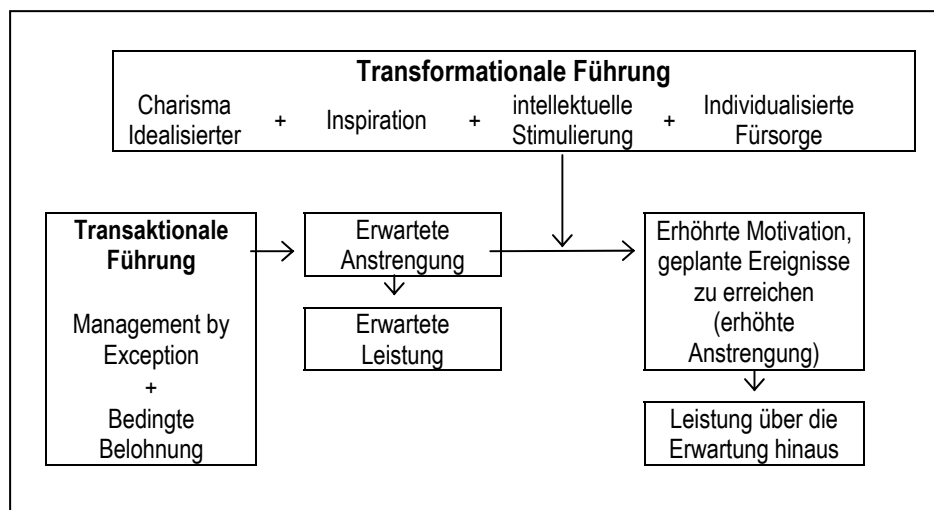 Transformationale Führung
Charisma
Idealisierter
+
Inspiration
+
intellektuelle
Stimulierung
+
Individualisierte
Fürsorge
Transaktionale
Führung
Management by
Exception
+
Bedingte
Belohnung
Erwartete
Anstrengung
Erwartete
Leistung
Erhöhrte Motivation,
geplante Ereignisse
zu erreichen
(erhöhte
Anstrengung)
Leistung über die
Erwartung hinaus